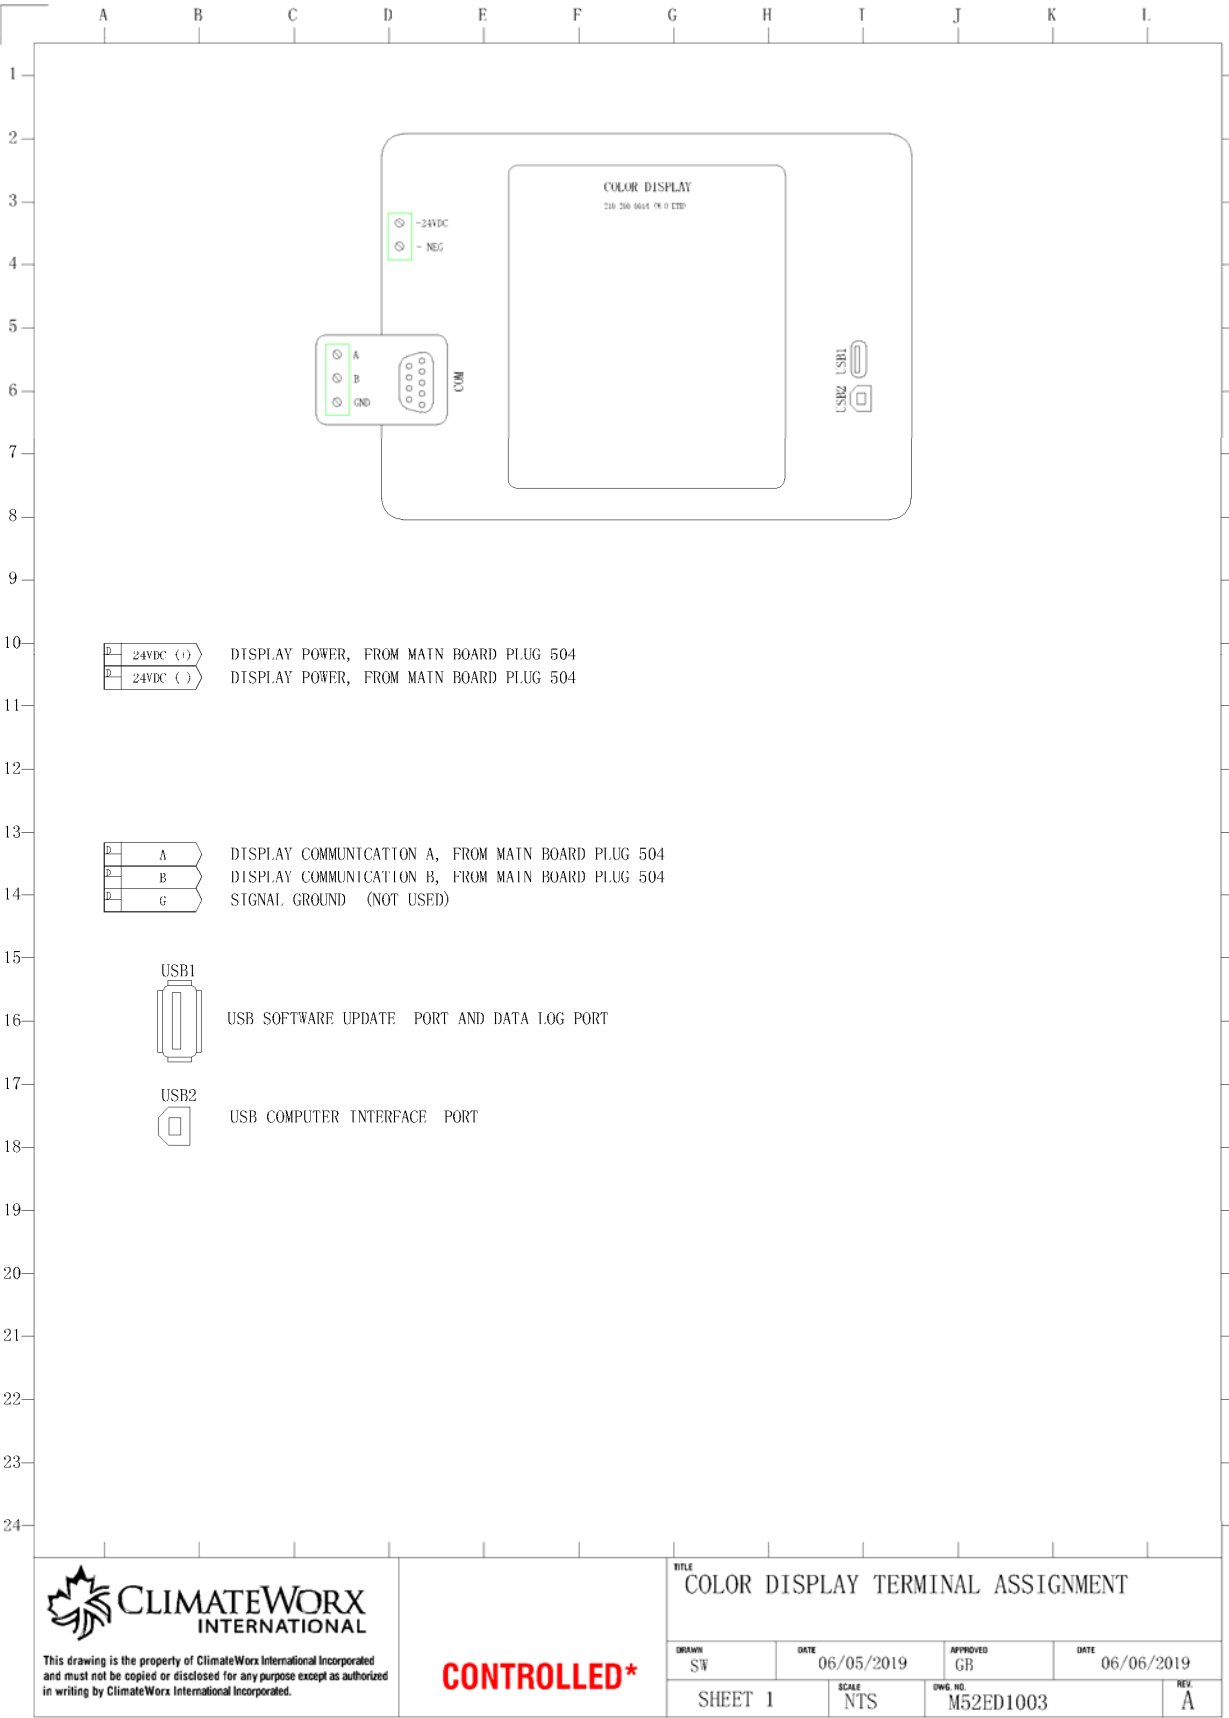 A B C D E F G H I J K L
1
2
3
4
5
6
7
8
9
10
11
12
13
14
15
16
17
18
19
20
21
22
23
24
COLOR DISPLAY
-24VDC
- NEG
A
B
GND
COM
USB1
USB2
D 24VDC (+) DISPLAY POWER, FROM MAIN BOARD PLUG 504
D 24VDC ( ) DISPLAY POWER, FROM MAIN BOARD PLUG 504
D A DISPLAY COMMUNICATION A, FROM MAIN BOARD PLUG 504
D B DISPLAY COMMUNICATION B, FROM MAIN BOARD PLUG 504
D G SIGNAL GROUND (NOT USED)
USB1
USB SOFTWARE UPDATE PORT AND DATA LOG PORT
USB2
USB COMPUTER INTERFACE PORT
CLIMATEWORX
INTERNATIONAL
This drawing is the property of ClimateWorx International Incorporated
and must not be copied or disclosed for any purpose except as authorized
in writing by ClimateWorx International Incorporated.
CONTROLLED*
TITLE
COLOR DISPLAY TERMINAL ASSIGNMENT
DRAWN
SW
DATE
06/05/2019
APPROVED
GB
DATE
06/06/2019
SHEET 1
SCALE
NTS
DWG. NO.
M52ED1003
REV.
A